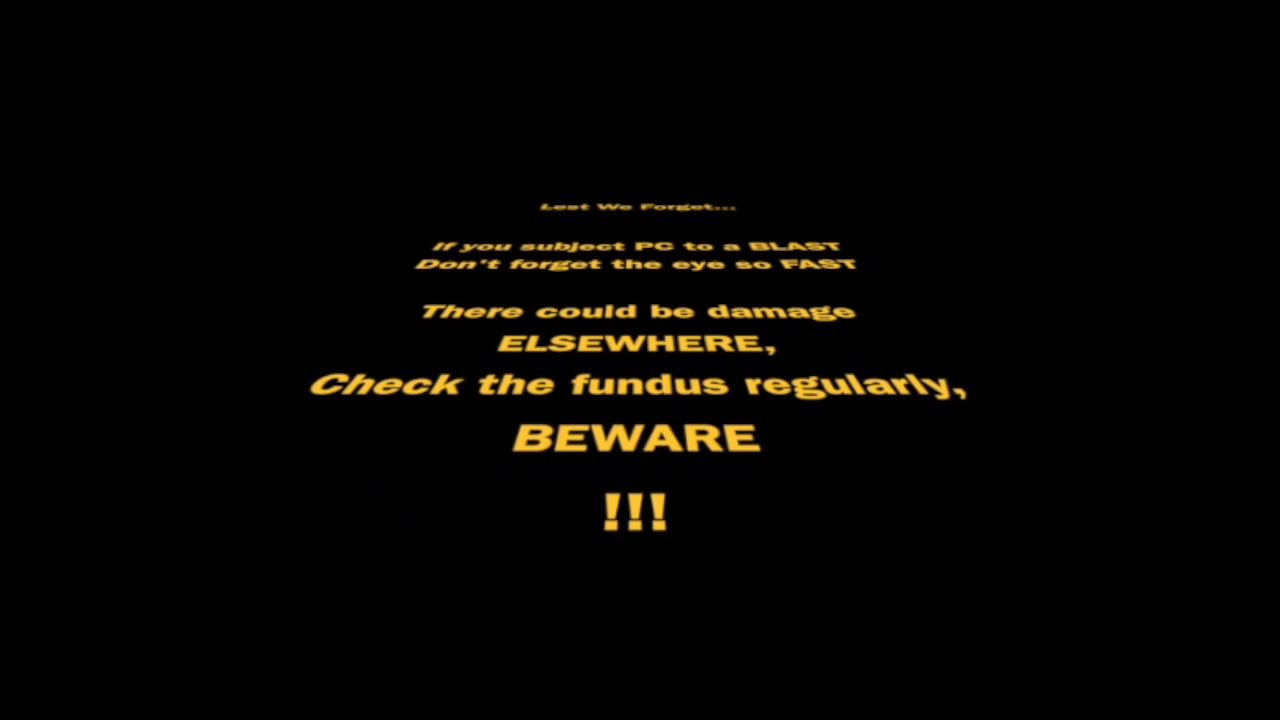 Lest We Forget...
If you subject PC to a BLAST
Don't forget the eye so FAST
There could be damage
ELSEWHERE,
Check the fundus regularly,
BEWARE
!!!